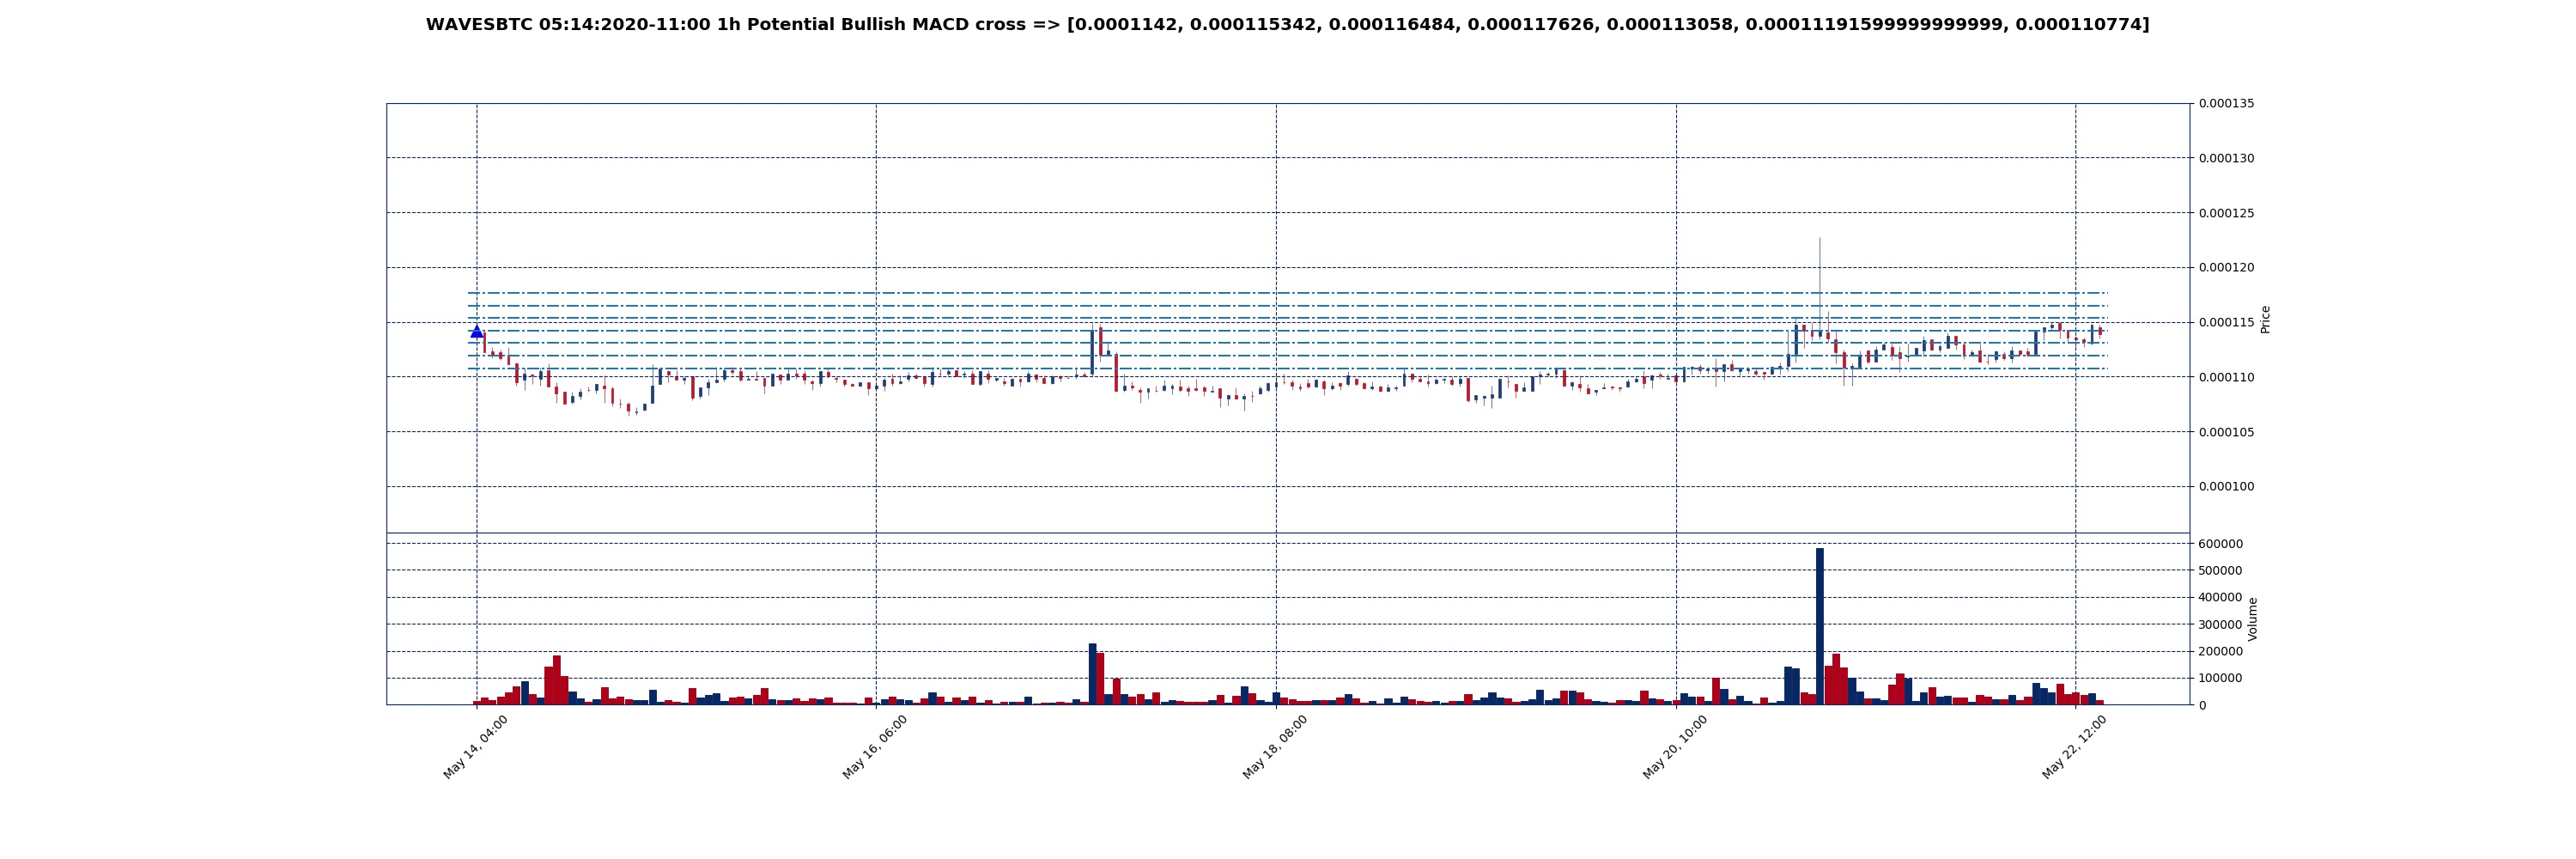 WAVESBTC 05:14:2020-11:00 1h Potential Bullish MACD cross => [0.0001142, 0.000115342, 0.000116484, 0.000117626, 0.000113058, 0.00011191599999999999, 0.000110774]
0.000135
0.000130
0.000125
0.000120
0.000115
0.000110
0.000105
0.000100
Price
600000
500000
400000
300000
200000
100000
0
Volume
May 14, 04:00
May 16, 06:00
May 18, 08:00
May 20, 10:00
May 22, 12:00